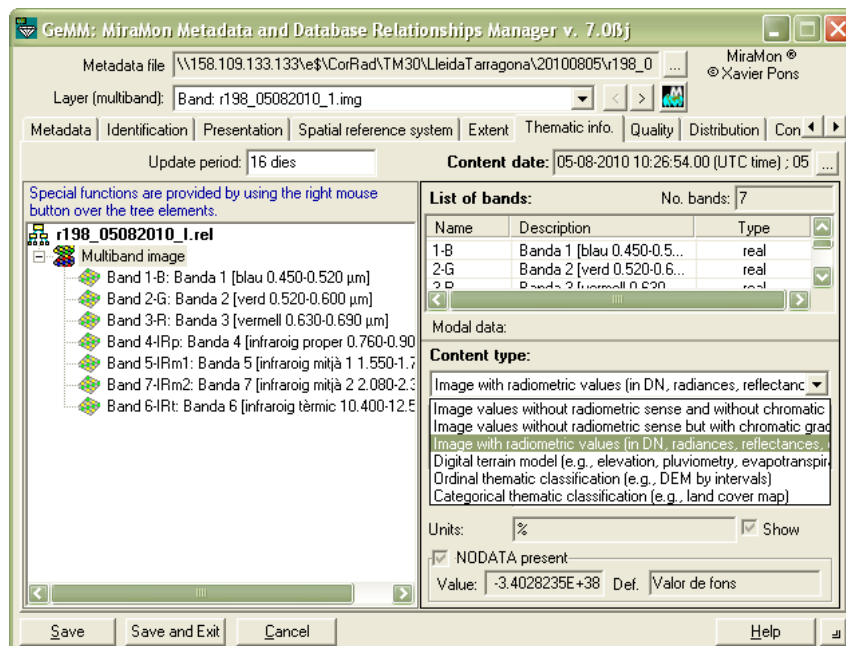 GeMM: MiraMon Metadata and Database Relationships Manager v. 7.0ßj
Metadata file \\158.109.133.133\e$\CorRad\TM30\LleidaTarragona\20100805\r198_0 ...
MiraMon ®
© Xavier Pons
Layer (multiband): Band: r198_05082010_1.img < >
Metadata Identification Presentation Spatial reference system Extent Thematic info. Quality Distribution Con
Update period: 16 dies
Content date: 05-08-2010 10:26:54.00 (UTC time) ; 05 ...
Special functions are provided by using the right mouse
button over the tree elements.
r198_05082010_I.rel
Multiband image
Band 1-B: Banda 1 [blau 0.450-0.520 µm]
Band 2-G: Banda 2 [verd 0.520-0.600 µm]
Band 3-R: Banda 3 [vermell 0.630-0.690 µm]
Band 4-IRp: Banda 4 [infraroig proper 0.760-0.90
Band 5-IRm1: Banda 5 [infraroig mitjà 1 1.550-1.7
Band 7-IRm2: Banda 7 [infraroig mitjà 2 2.080-2.3
Band 6-IRt: Banda 6 [infraroig tèrmic 10.400-12.5
List of bands: No. bands: 7
Name Description Type
1-B Banda 1 [blau 0.450-0.5... real
2-G Banda 2 [verd 0.520-0.6... real
3-R Banda 3 [vermell 0.630... real
Modal data:
Content type:
Image with radiometric values (in DN, radiances, reflectanc
Image values without radiometric sense and without chromatic
Image values without radiometric sense but with chromatic grad
Image with radiometric values (in DN, radiances, reflectances,
Digital terrain model (e.g., elevation, pluviometry, evapotranspira
Ordinal thematic classification (e.g., DEM by intervals)
Categorical thematic classification (e.g., land cover map)
Units: % Show
NODATA present
Value: -3.4028235E+38 Def. Valor de fons
Save Save and Exit Cancel Help